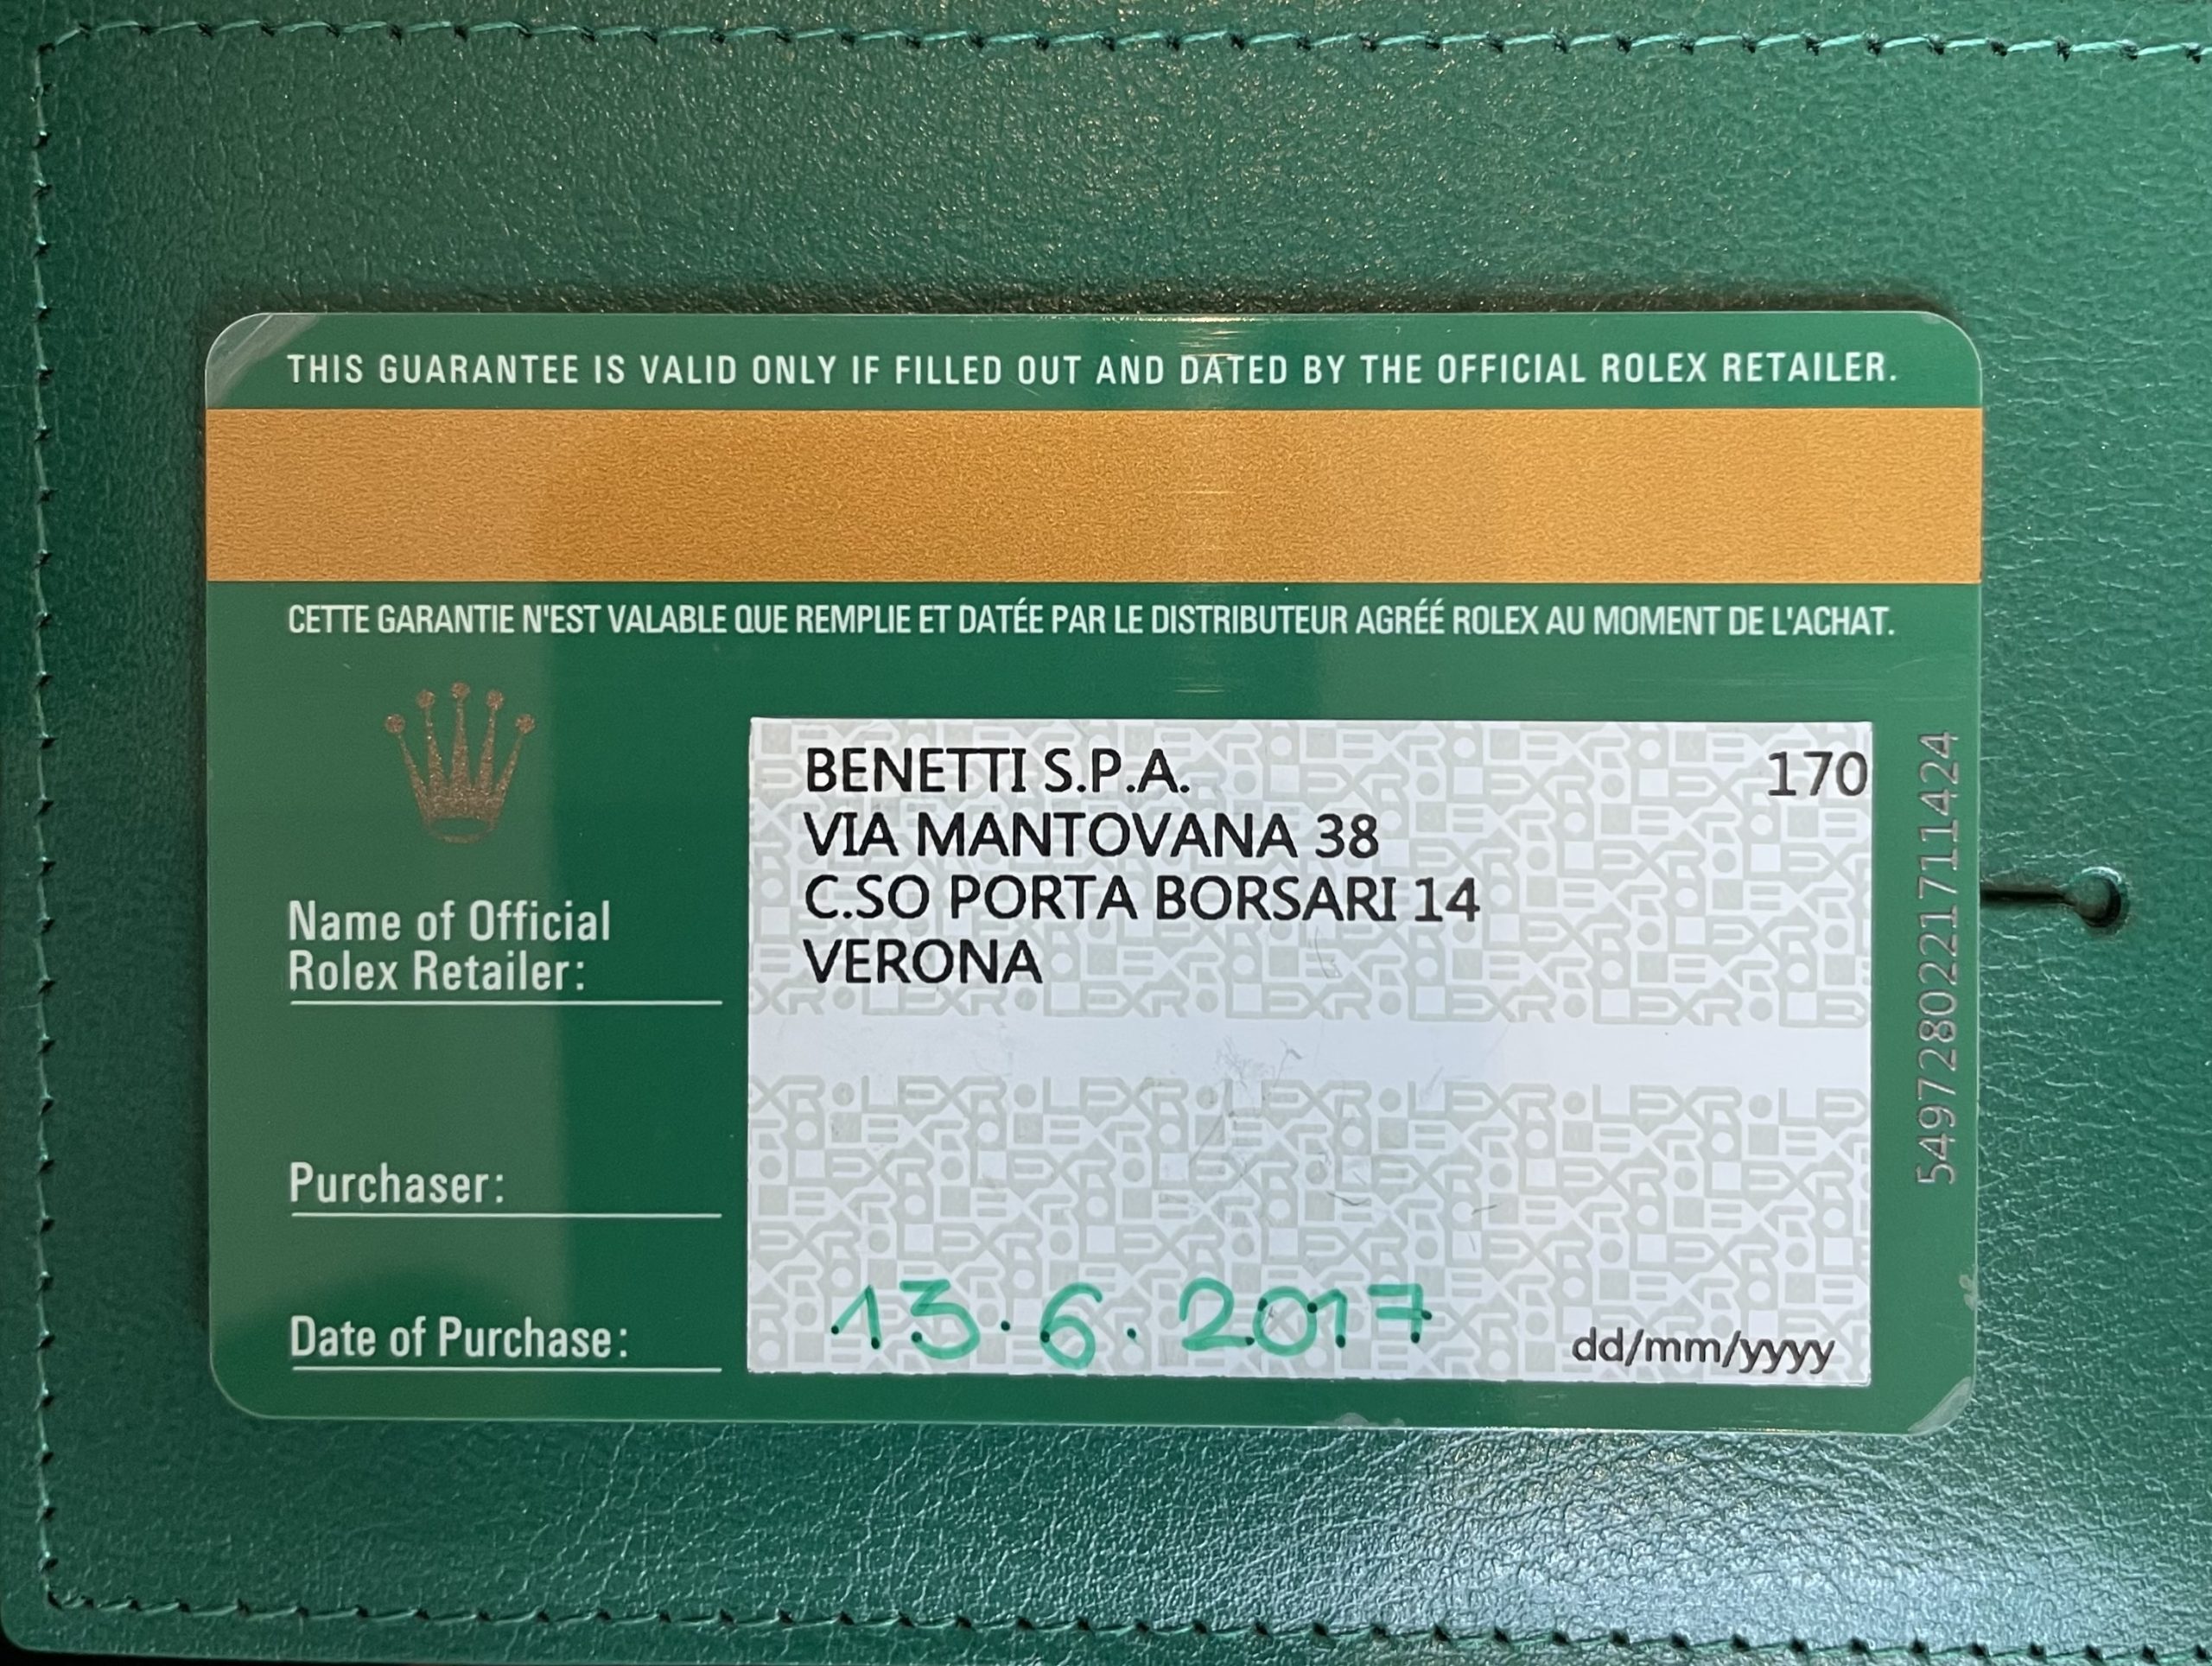 THIS GUARANTEE IS VALID ONLY IF FILLED OUT AND DATED BY THE OFFICIAL ROLEX RETAILER.
CETTE GARANTIE N'EST VALABLE QUE REMPLIE ET DATÉE PAR LE DISTRIBUTEUR AGRÉÉ ROLEX AU MOMENT DE L'ACHAT.
BENETTI S.P.A. 170
VIA MANTOVANA 38
C.SO PORTA BORSARI 14
VERONA
Name of Official
Rolex Retailer:
Purchaser:
Date of Purchase: 13.6.2017 dd/mm/yyyy
5497280221711424